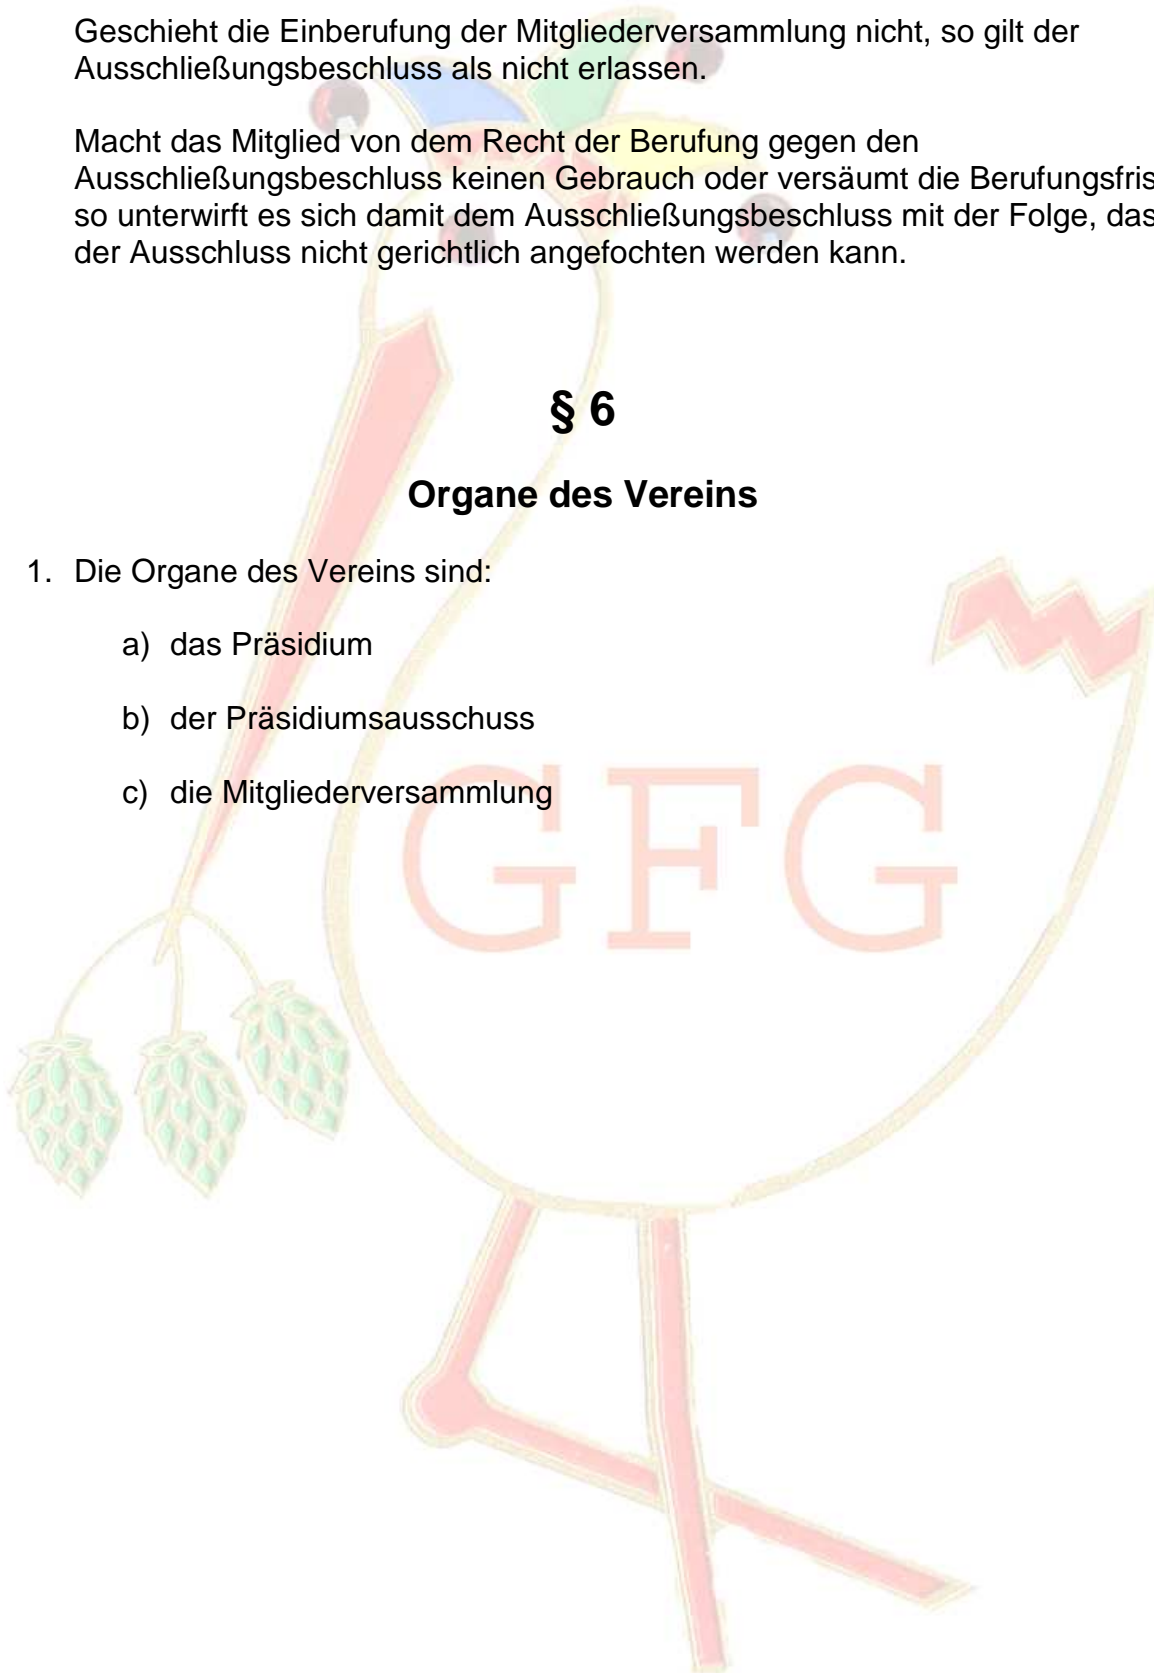 Geschieht die Einberufung der Mitgliederversammlung nicht, so gilt der
Ausschließungsbeschluss als nicht erlassen.
Macht das Mitglied von dem Recht der Berufung gegen den
Ausschließungsbeschluss keinen Gebrauch oder versäumt die Berufungsfris
so unterwirft es sich damit dem Ausschließungsbeschluss mit der Folge, das
der Ausschluss nicht gerichtlich angefochten werden kann.
§ 6
Organe des Vereins
1. Die Organe des Vereins sind:
a) das Präsidium
b) der Präsidiumsausschuss
c) die Mitgliederversammlung
GFG